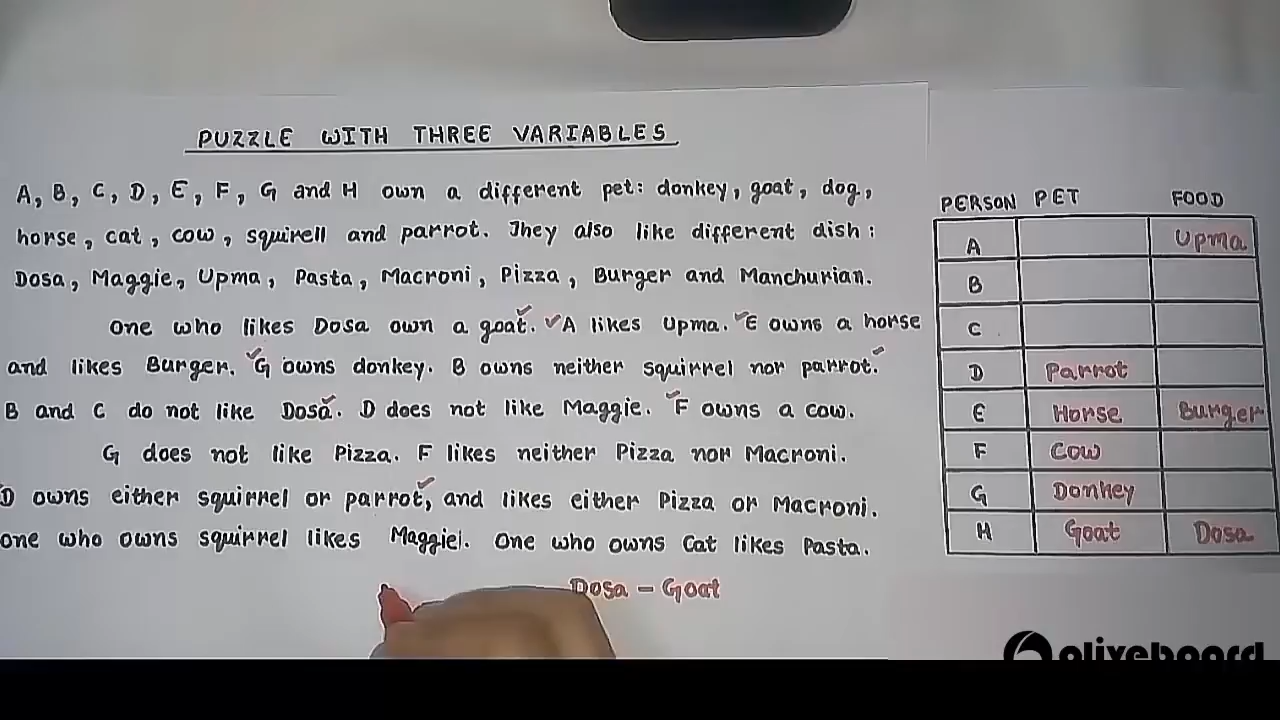 PUZZLE WITH THREE VARIABLES
A, B, C, D, E, F, G and H own a different pet: donkey, goat, dog,
horse, cat, cow, squirell and parrot. They also like different dish:
Dosa, Maggie, Upma, Pasta, Macroni, Pizza, Burger and Manchurian.
One who likes Dosa own a goat. A likes Upma. E owns a horse
and likes Burger. G owns donkey. B owns neither squirrel nor parrot.
B and C do not like Dosa. D does not like Maggie. F owns a cow.
G does not like Pizza. F likes neither Pizza nor Macroni.
D owns either squirrel or parrot, and likes either Pizza or Macroni.
one who owns squirrel likes Maggie. One who owns Cat likes Pasta.
Dosa - Goat
PERSON PET FOOD
A Upma
B
C
D Parrot
E Horse Burger
F Cow
G Donkey
H Goat Dosa
oliveboard